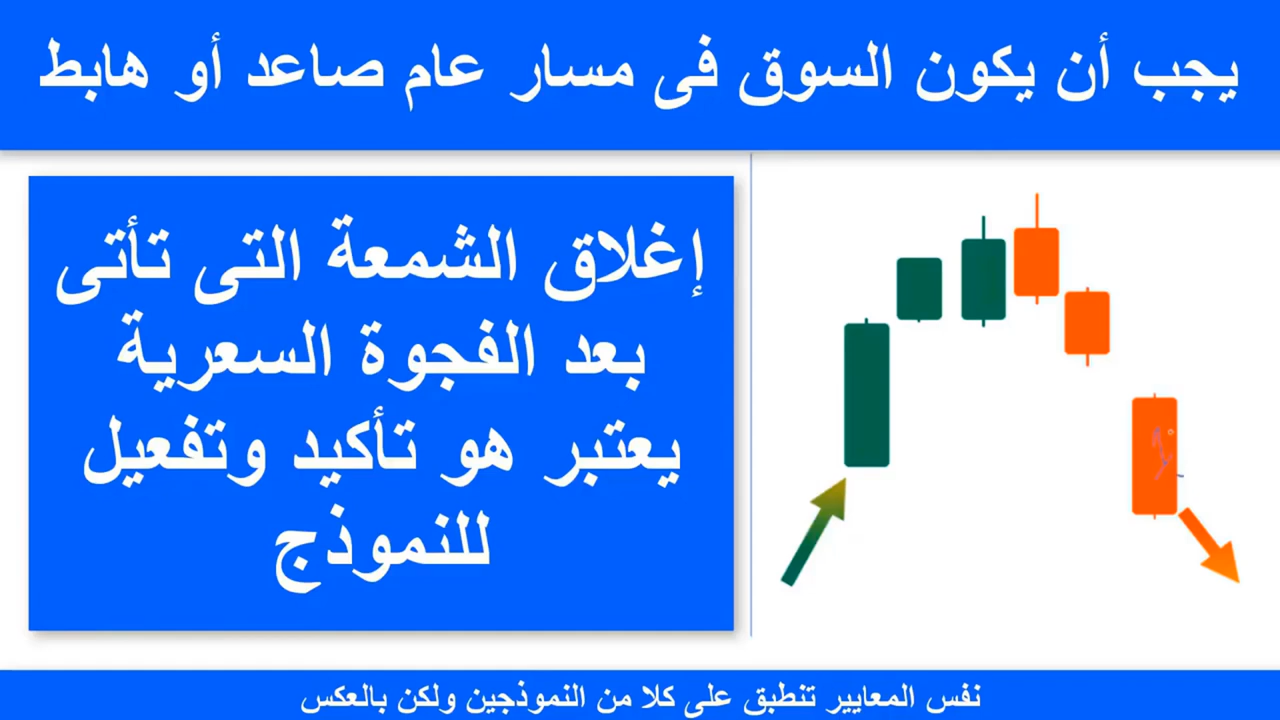 يجب أن يكون السوق فى مسار عام صاعد أو هابط
إغلاق الشمعة التى تأتى
بعد الفجوة السعرية
يعتبر هو تأكيد وتفعيل
للنموذج
نفس المعايير تنطبق على كلا من النموذجين ولكن بالعكس